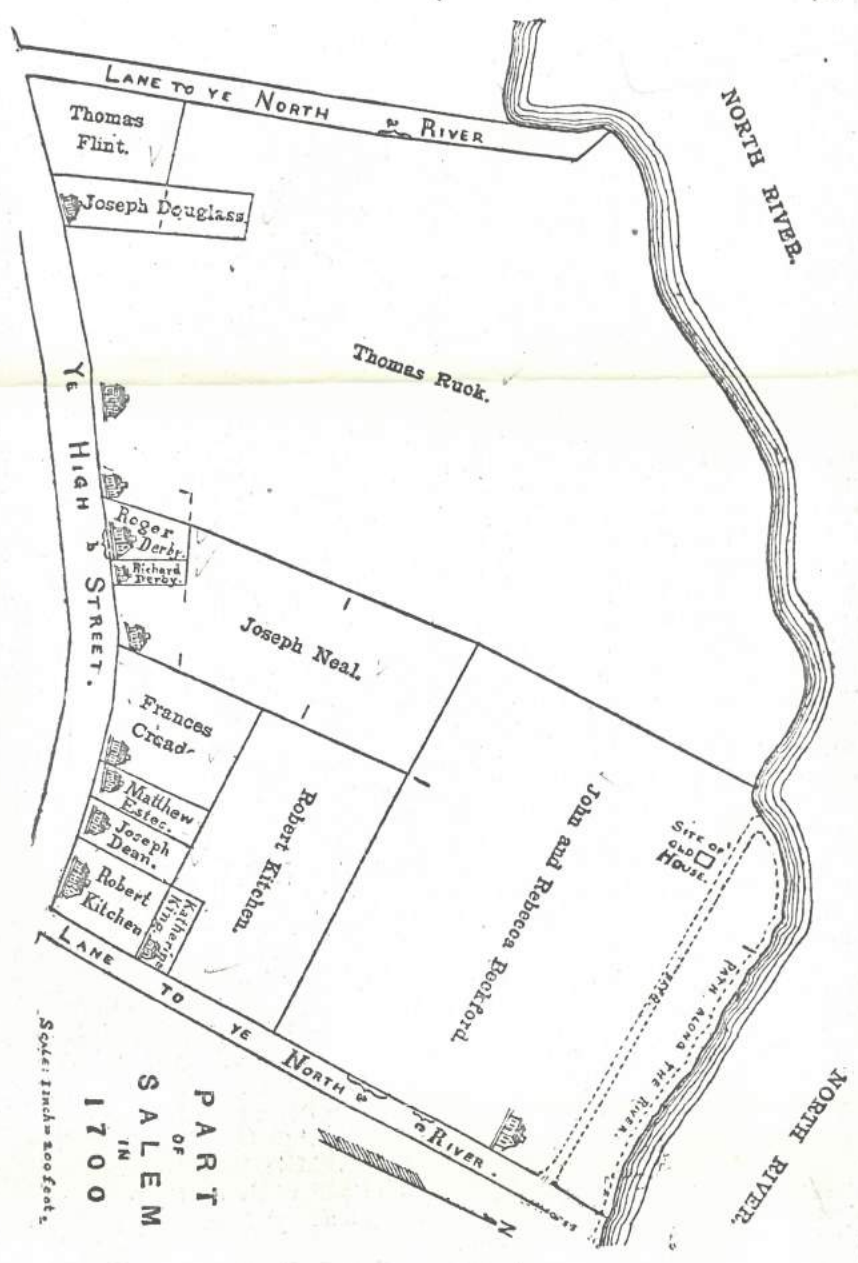 NORTH RIVER.
LANE TO YE NORTH a RIVER
Thomas
Flint.
Joseph Douglass
Thomas Ruck.
YE HIGH b STREET.
Roger
Derby.
Richard
Derby.
Joseph Neal.
Frances
Croad
Matthew
Estes.
Joseph
Dean.
Robert
Kitchen
Katherine
King.
Robert Kitchen.
John and Rebecca Beckford.
SITE OF
OLD
HOUSE.
PATH ALONG THE RIVER.
NORTH RIVER.
LANE TO YE NORTH RIVER.
N
PART
OF
SALEM
IN
1700
Scale: 1 inch = 200 feet.